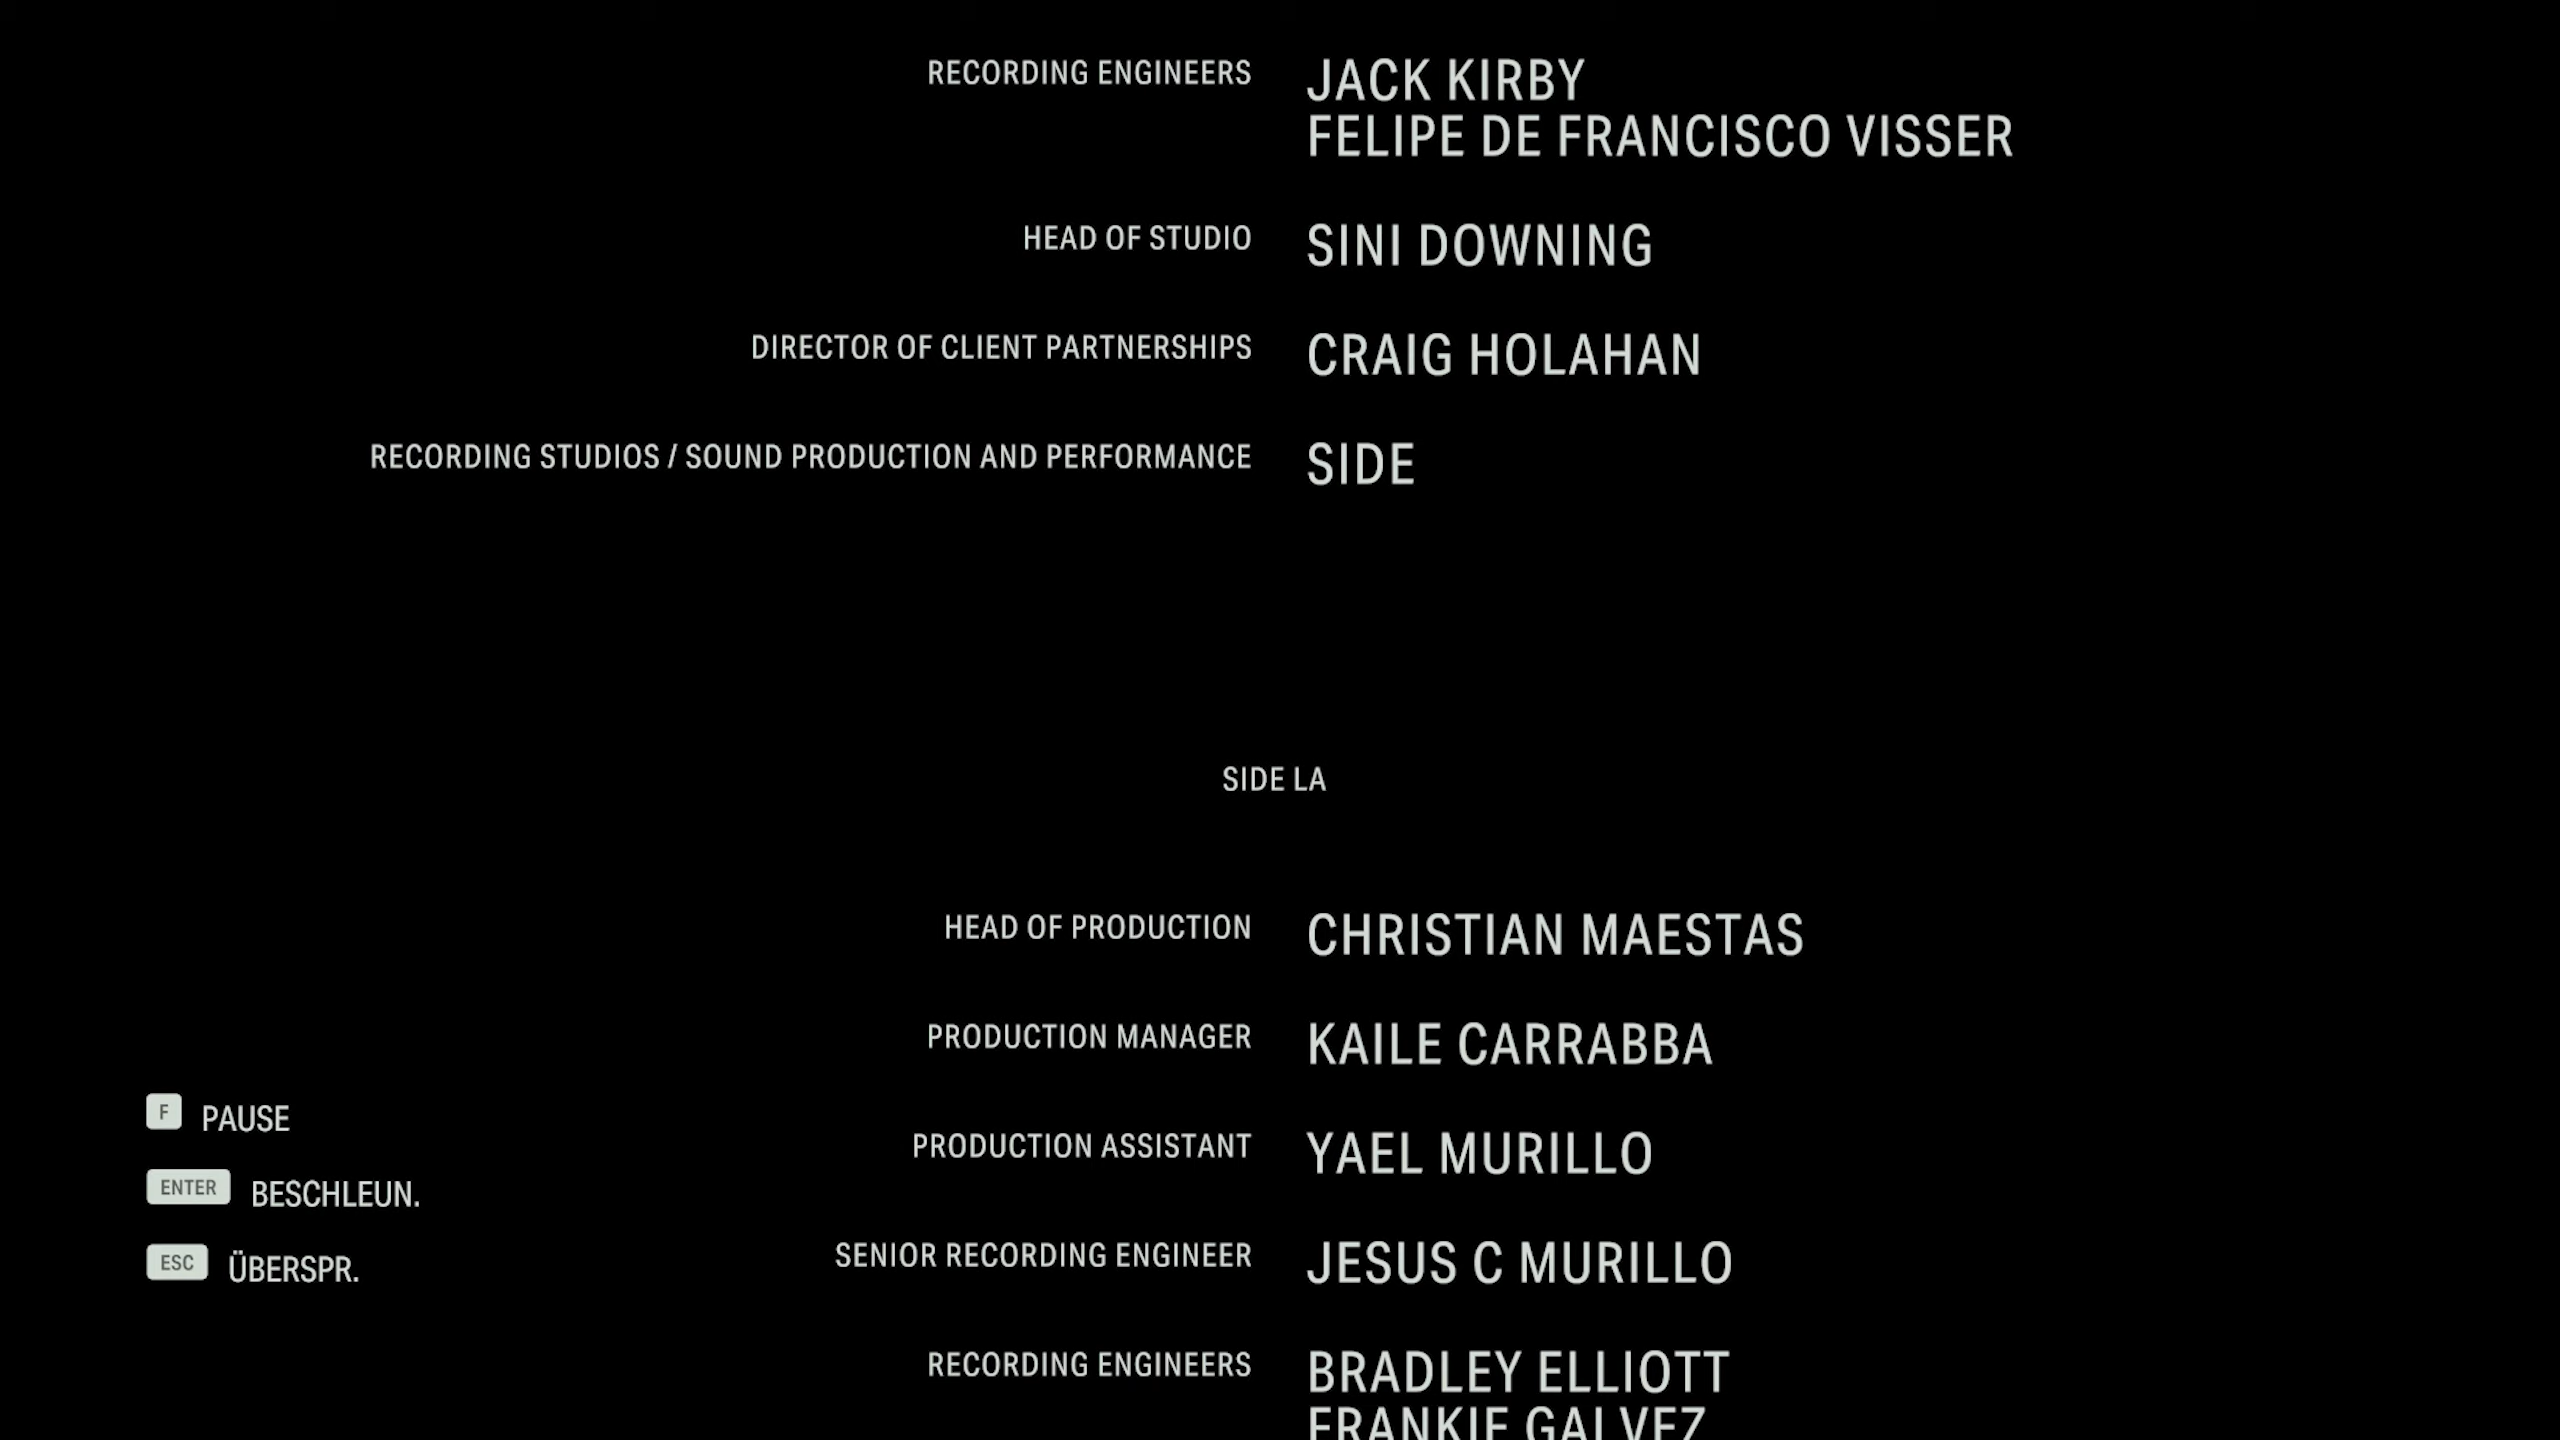 RECORDING ENGINEERS JACK KIRBY
FELIPE DE FRANCISCO VISSER
HEAD OF STUDIO SINI DOWNING
DIRECTOR OF CLIENT PARTNERSHIPS CRAIG HOLAHAN
RECORDING STUDIOS / SOUND PRODUCTION AND PERFORMANCE SIDE
SIDE LA
HEAD OF PRODUCTION CHRISTIAN MAESTAS
PRODUCTION MANAGER KAILE CARRABBA
PRODUCTION ASSISTANT YAEL MURILLO
SENIOR RECORDING ENGINEER JESUS C MURILLO
RECORDING ENGINEERS BRADLEY ELLIOTT
FRANKIE GALVEZ
F PAUSE
ENTER BESCHLEUN.
ESC ÜBERSPR.